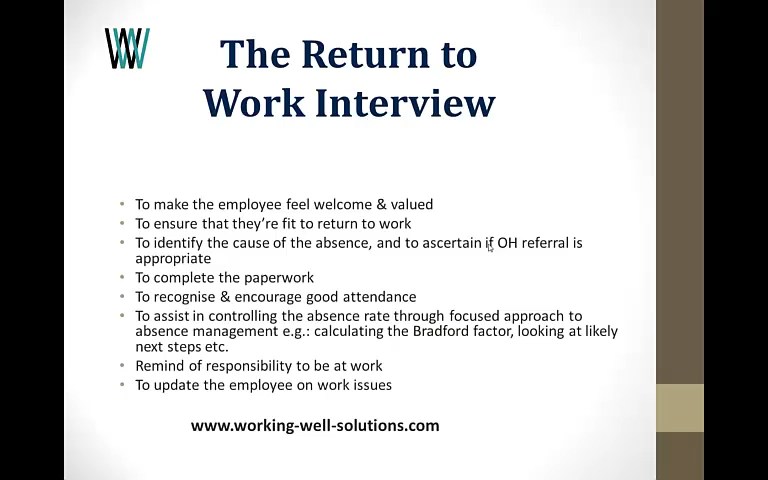 W
The Return to
Work Interview
To make the employee feel welcome & valued
To ensure that they're fit to return to work
To identify the cause of the absence, and to ascertain if OH referral is
appropriate
To complete the paperwork
To recognise & encourage good attendance
To assist in controlling the absence rate through focused approach to
absence management e.g.: calculating the Bradford factor, looking at likely
next steps etc.
Remind of responsibility to be at work
To update the employee on work issues
www.working-well-solutions.com